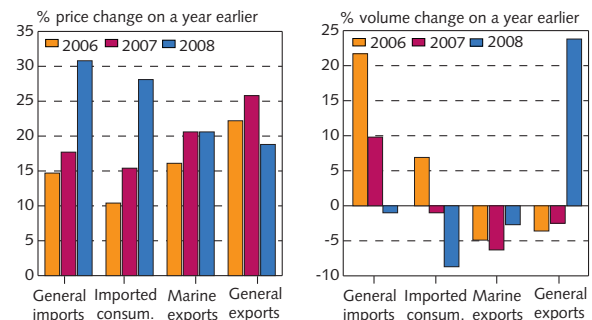 % price change on a year earlier
35
2006 2007 2008
30
25
20
15
10
5
0
General imports
Imported consum.
Marine exports
General exports
% volume change on a year earlier
25
2006 2007 2008
20
15
10
5
0
-5
-10
General imports
Imported consum.
Marine exports
General exports